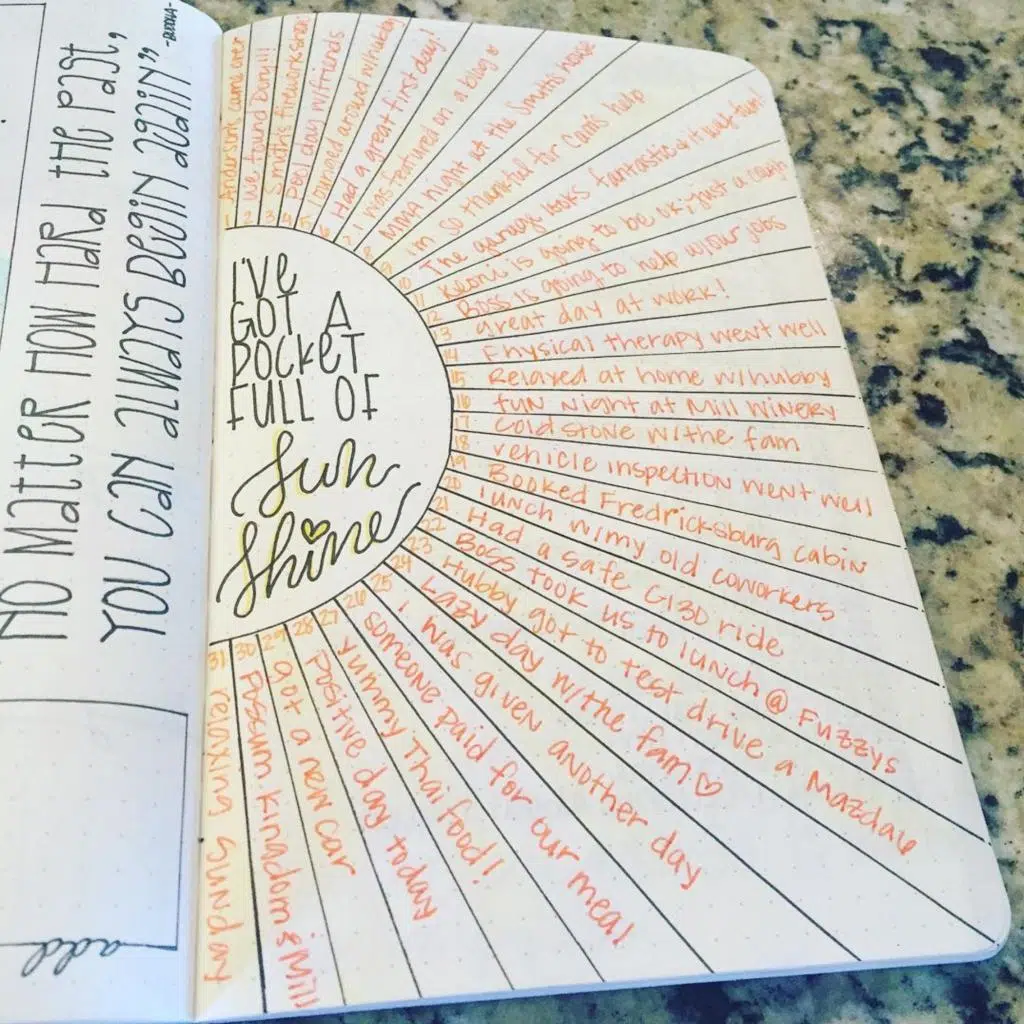 NO MATTER HOW HARD THE PAST,
YOU CAN ALWAYS BEGIN AGAIN"
-BUDDHA-
add
I'VE
GOT A
POCKET
FULL OF
Sun
Shine
1 Andersons came over
2 we found Bunny!!
3 Smith's fireworks show
4 pool day w/friends
5 lounged around w/hubby
6 Had a great first day!
7 I was featured on a blog
8 MMA night at the Smiths house
9 I'm so thankful for Cam's help
10 The garage looks fantastic & it was fun!
11 Keoni is going to be ok; just a cough
12 Boss is going to help w/our jobs
13 great day at work!
14 Physical therapy went well
15 Relaxed at home w/hubby
16 fun night at Mill Winery
17 Cold stone w/the fam
18 vehicle inspection went well
19 Booked Fredricksburg cabin
20 lunch w/my old coworkers
21 Had a safe G130 ride
22 Boss took us to lunch @ Fuzzys
23 Hubby got to test drive a Mazda
24 Lazy day w/the fam ♡
25 I was given another day
26 someone paid for our meal
27 yummy Thai food!
28 positive day today
29 got a new car
30 Possum Kingdom & Mill
31 relaxing sunday